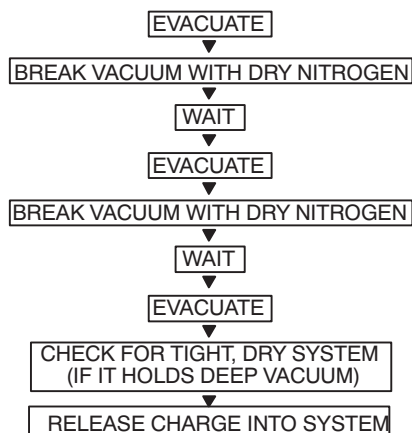 EVACUATE
BREAK VACUUM WITH DRY NITROGEN
WAIT
EVACUATE
BREAK VACUUM WITH DRY NITROGEN
WAIT
EVACUATE
CHECK FOR TIGHT, DRY SYSTEM
(IF IT HOLDS DEEP VACUUM)
RELEASE CHARGE INTO SYSTEM